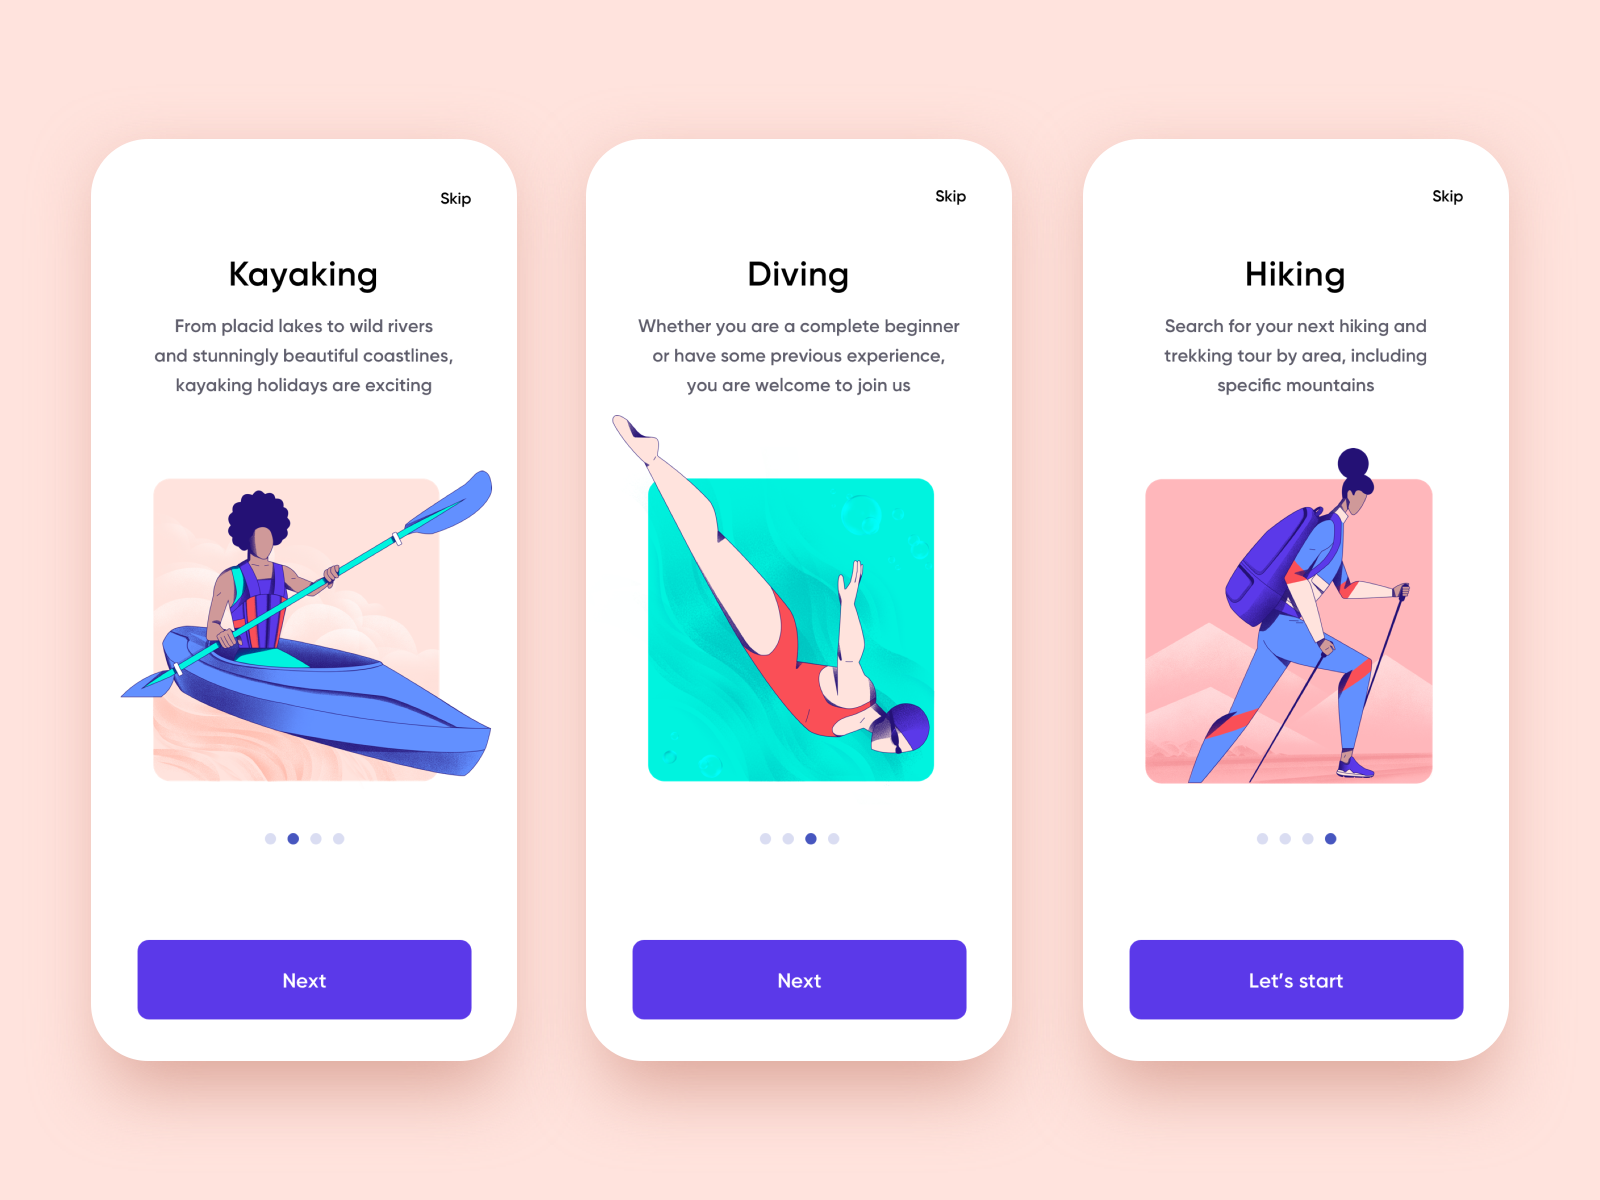 Skip
Kayaking
From placid lakes to wild rivers
and stunningly beautiful coastlines,
kayaking holidays are exciting
Next
Skip
Diving
Whether you are a complete beginner
or have some previous experience,
you are welcome to join us
Next
Skip
Hiking
Search for your next hiking and
trekking tour by area, including
specific mountains
Let’s start